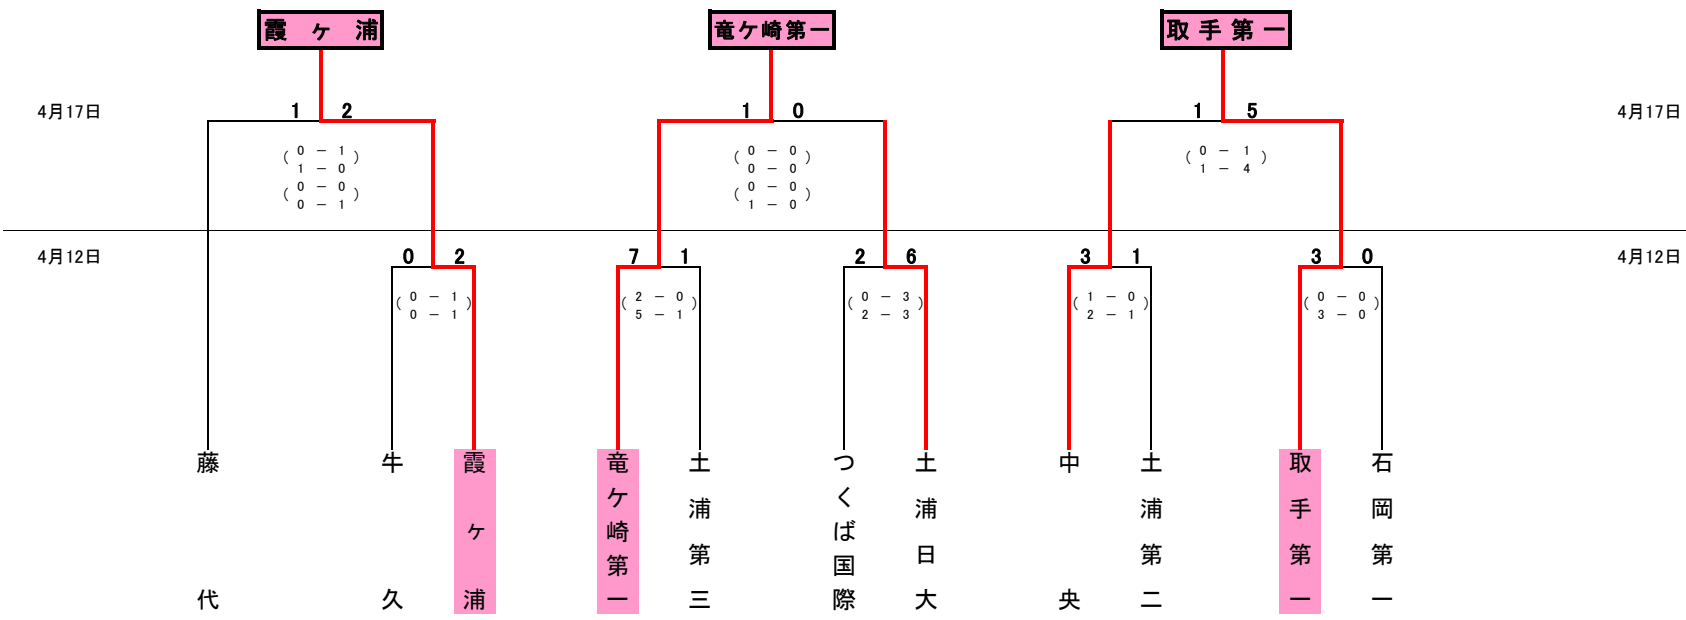 霞ヶ浦 竜ケ崎第一 取手第一
4月17日 1 2 1 0 1 5 4月17日
( 0 － 1 ) ( 0 － 0 ) ( 0 － 1 )
1 － 0 0 － 0 1 － 4
( 0 － 0 ) ( 0 － 0 )
0 － 1 1 － 0
4月12日 0 2 7 1 2 6 3 1 3 0 4月12日
( 0 － 1 ) ( 2 － 0 ) ( 0 － 3 ) ( 1 － 0 ) ( 0 － 0 )
0 － 1 5 － 1 2 － 3 2 － 1 3 － 0
藤代
牛久
霞ヶ浦
竜ケ崎第一
土浦第三
つくば国際
土浦日大
中央
土浦第二
取手第一
石岡第一